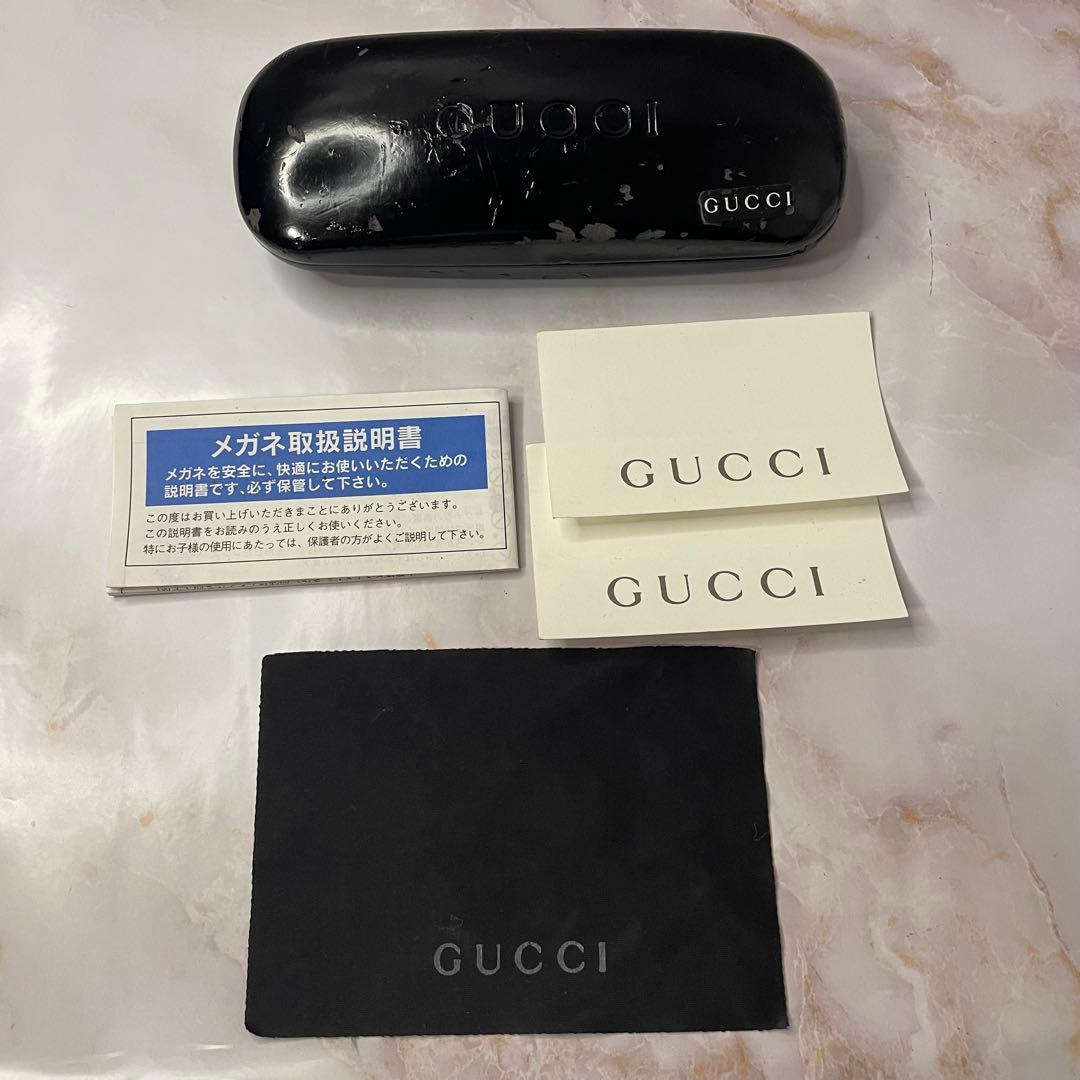 GUCCI
GUCCI
GUCCI
メガネ取扱説明書
メガネを安全に、快適にお使いいただくための
説明書です、必ず保管して下さい。
この度はお買い上げいただきまことにありがとうございます。
この説明書をお読みのうえ正しくお使いください。
特にお子様の使用にあたっては、保護者の方がよくご説明して下さい。
GUCCI
GUCCI